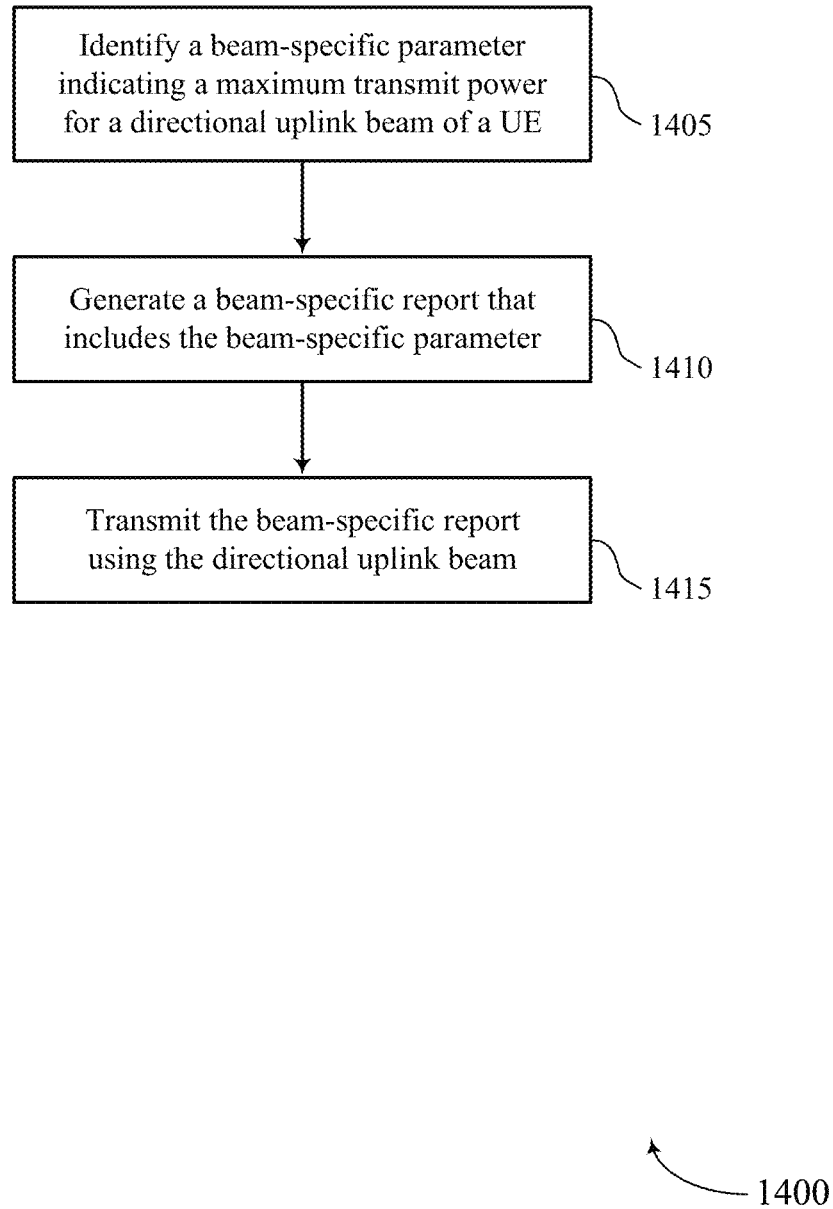 Identify a beam-specific parameter
indicating a maximum transmit power
for a directional uplink beam of a UE
1405
Generate a beam-specific report that
includes the beam-specific parameter
1410
Transmit the beam-specific report
using the directional uplink beam
1415
1400